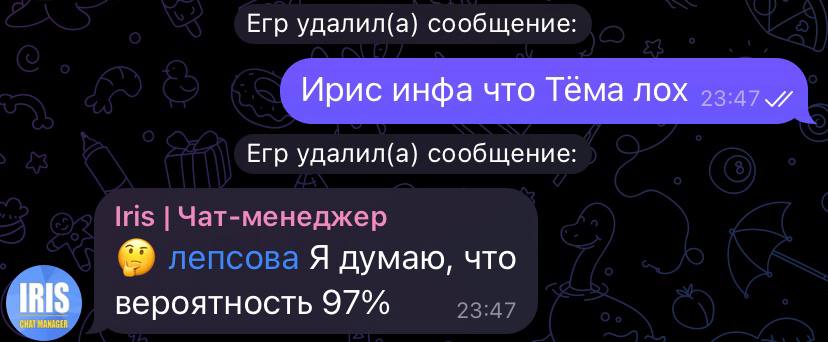 Егр удалил(а) сообщение:
Ирис инфа что Тёма лох 23:47
Егр удалил(а) сообщение:
Iris | Чат-менеджер
🤔 лепсова Я думаю, что
вероятность 97% 23:47
IRIS
CHAT MANAGER
8